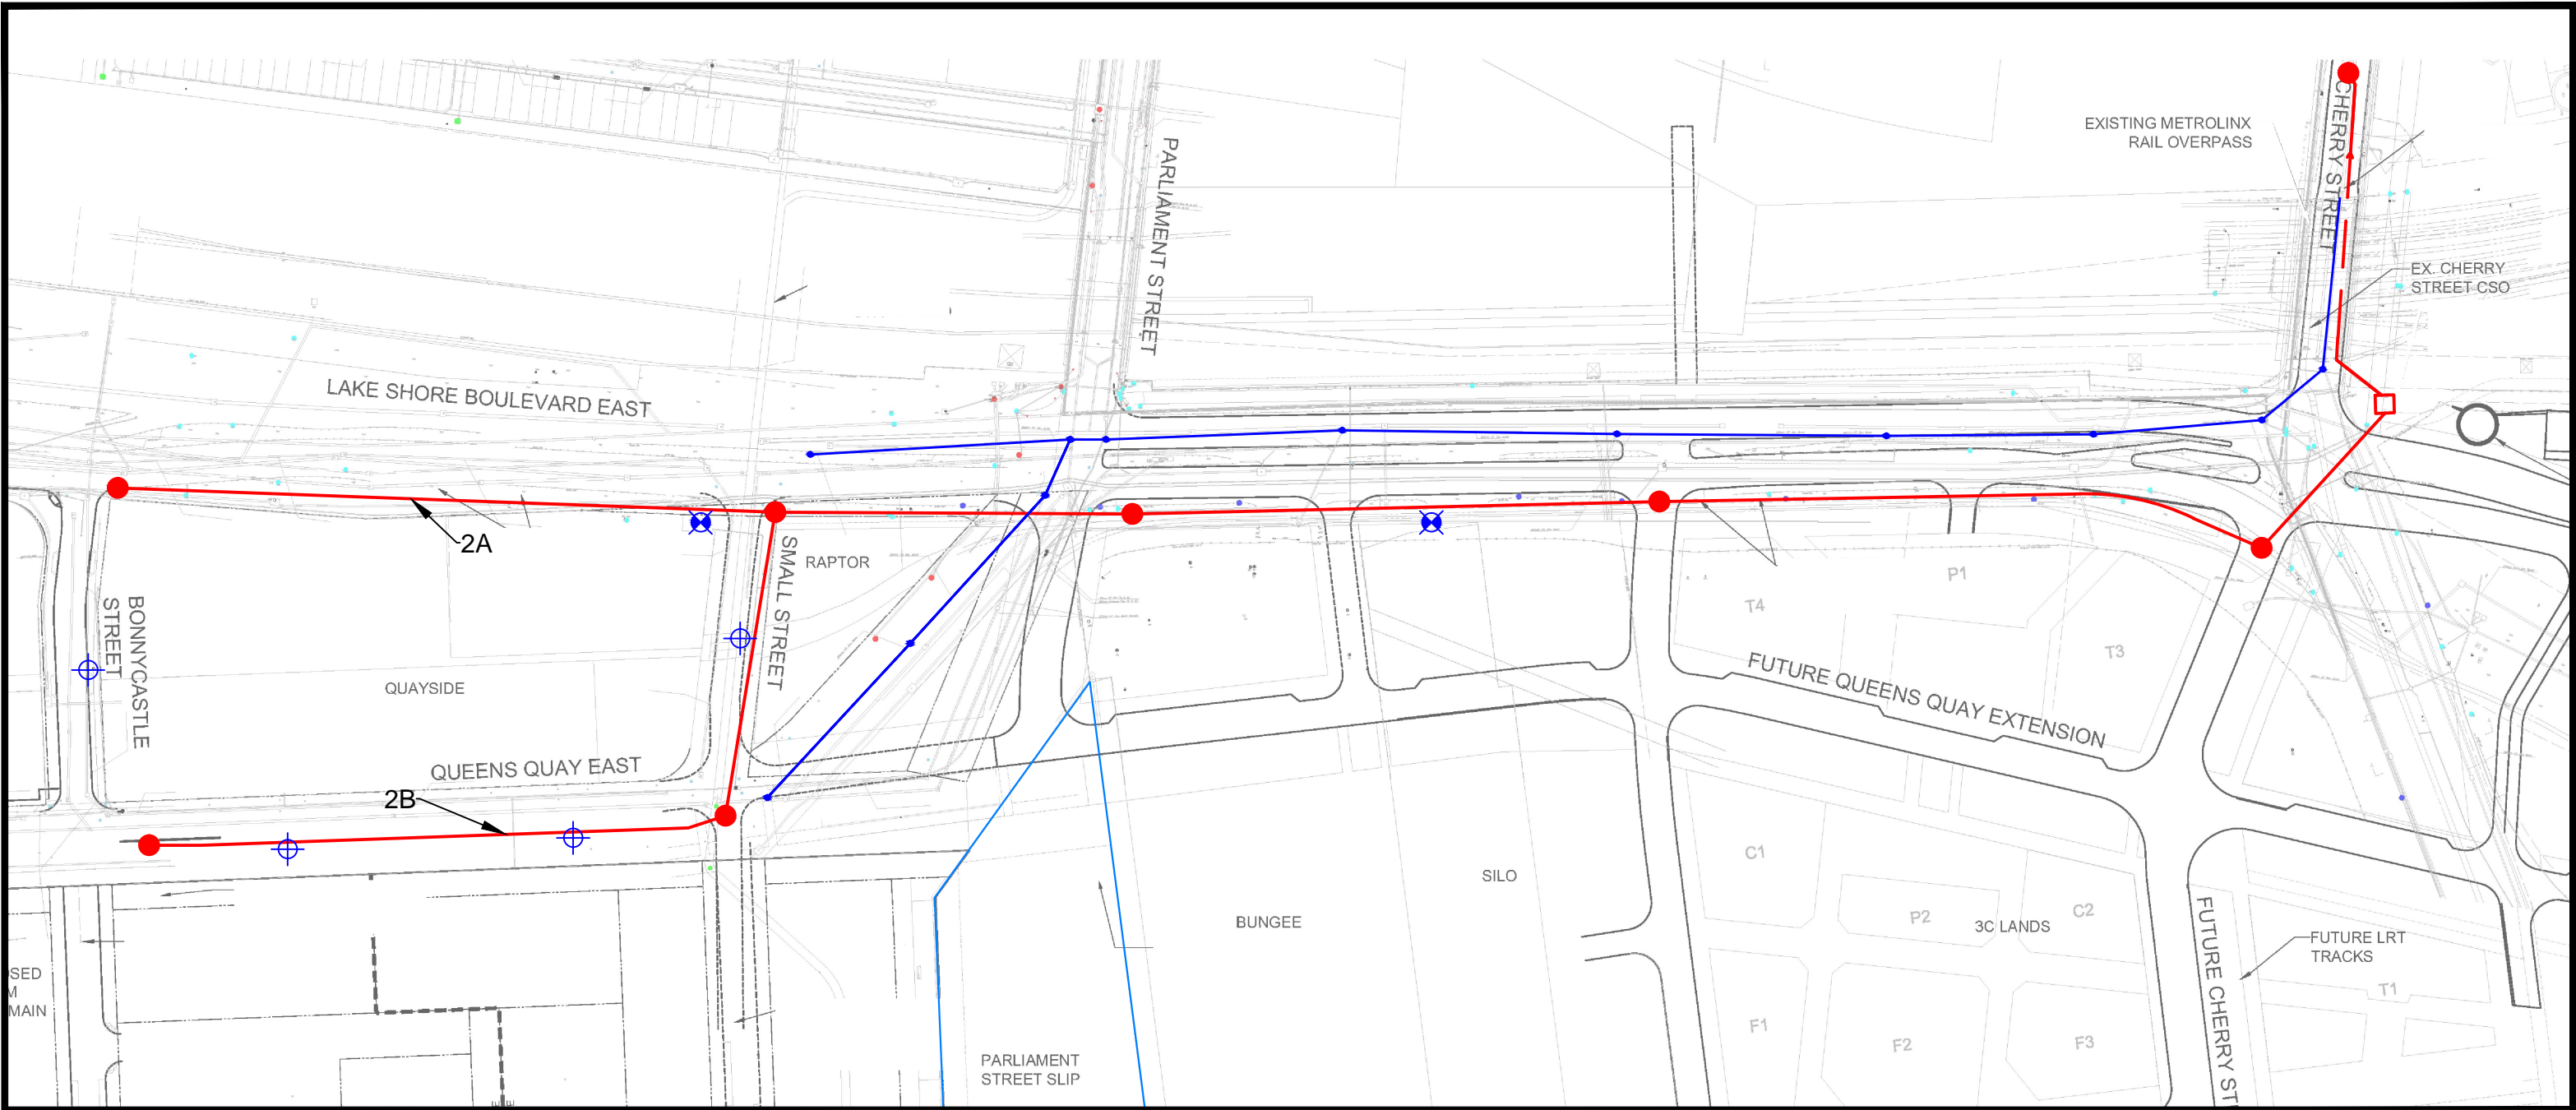 EXISTING METROLINX
RAIL OVERPASS
CHERRY STREET
PARLIAMENT STREET
EX. CHERRY
STREET CSO
LAKE SHORE BOULEVARD EAST
2A
SMALL STREET
RAPTOR
P1
T4
T3
BONNYCASTLE
STREET
QUAYSIDE
FUTURE QUEENS QUAY EXTENSION
QUEENS QUAY EAST
2B
C1
SILO
P2
C2
BUNGEE
3C LANDS
FUTURE CHERRY STR
FUTURE LRT
TRACKS
SED
M
MAIN
T1
F1
F2
F3
PARLIAMENT
STREET SLIP